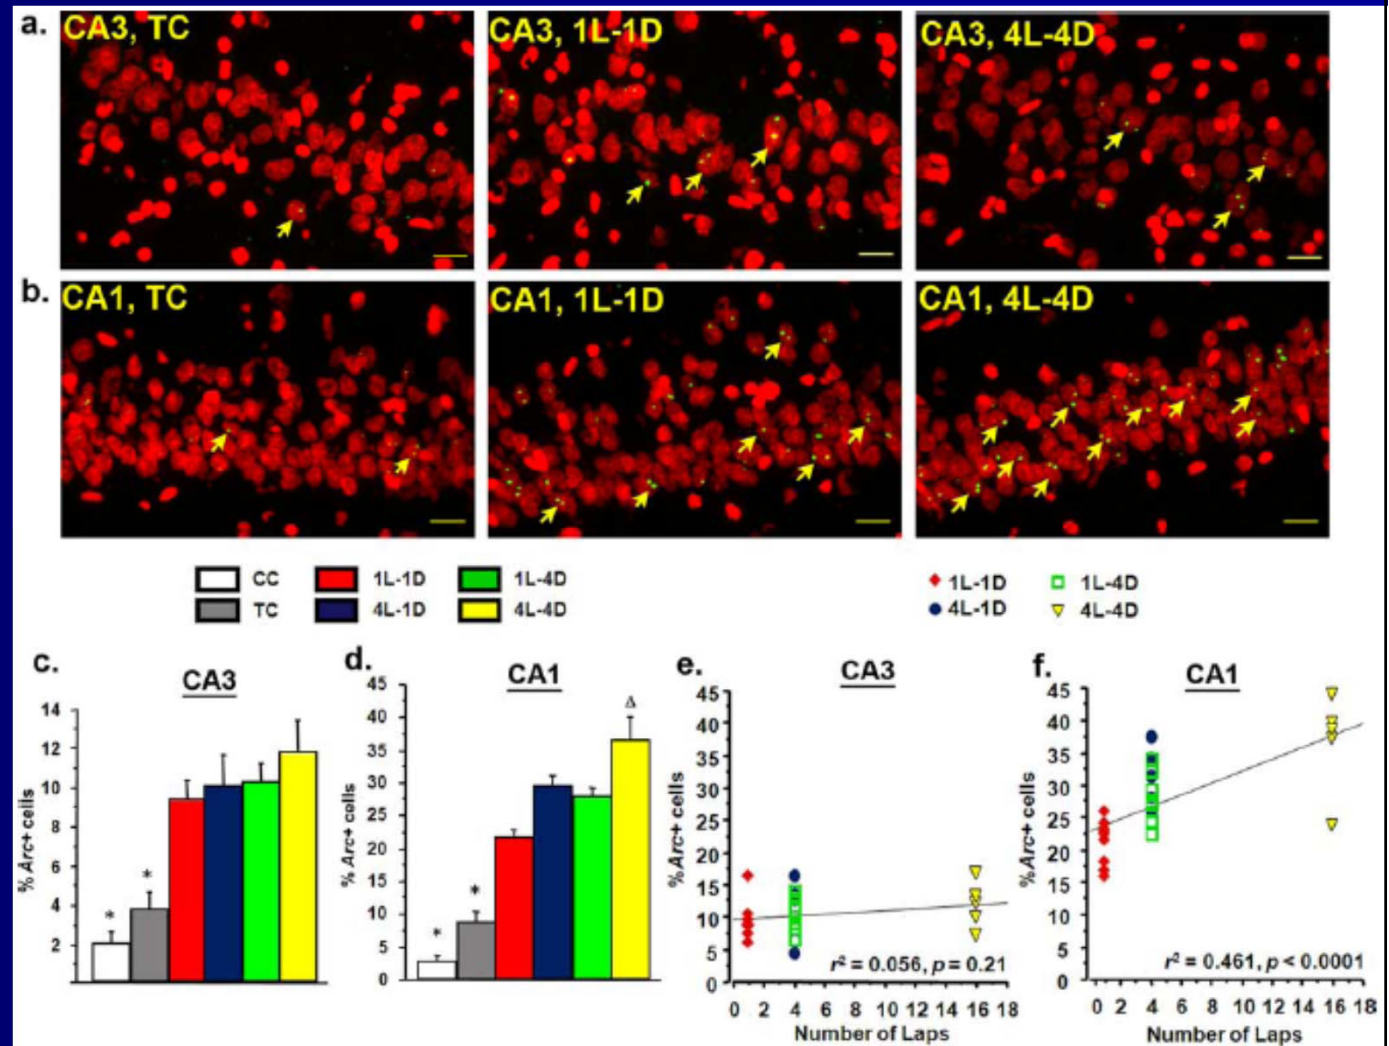 a.
CA3, TC
CA3, 1L-1D
CA3, 4L-4D
b.
CA1, TC
CA1, 1L-1D
CA1, 4L-4D
CC
1L-1D
1L-4D
TC
4L-1D
4L-4D
1L-1D
1L-4D
4L-1D
4L-4D
c.
CA3
% Arc+ cells
14
12
10
8
6
4
2
*
*
d.
CA1
% Arc+ cells
45
40
35
30
25
20
15
10
5
0
*
*
Δ
e.
CA3
%Arc+ cells
45
40
35
30
25
20
15
10
5
0
r² = 0.056, p = 0.21
0 2 4 6 8 10 12 14 16 18
Number of Laps
f.
CA1
%Arc+ cells
45
40
35
30
25
20
15
10
5
0
r² = 0.461, p < 0.0001
0 2 4 6 8 10 12 14 16 18
Number of Laps